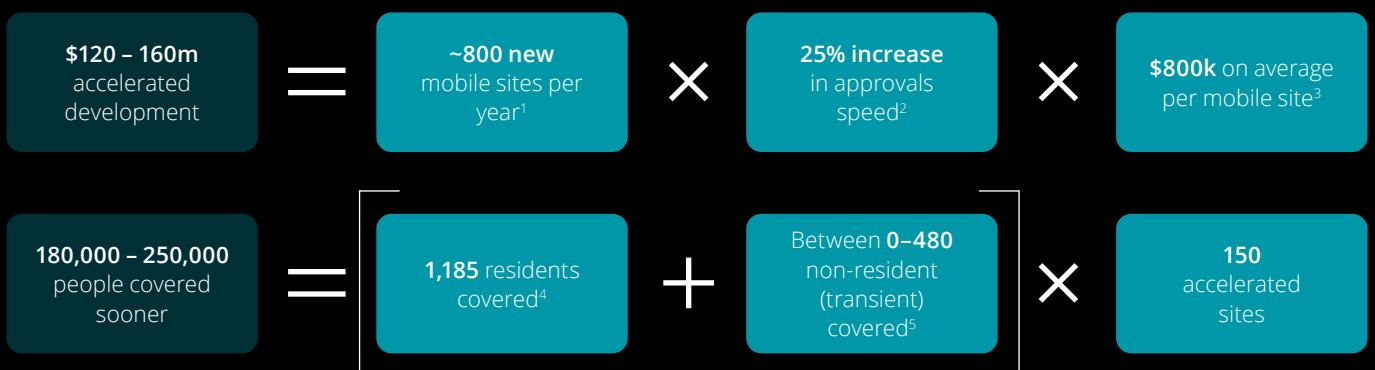 $120 – 160m
accelerated
development
=
~800 new
mobile sites per
year¹
×
25% increase
in approvals
speed²
×
$800k on average
per mobile site³
180,000 – 250,000
people covered
sooner
=
[
1,185 residents
covered⁴
+
Between 0–480
non-resident
(transient)
covered⁵
]
×
150
accelerated
sites